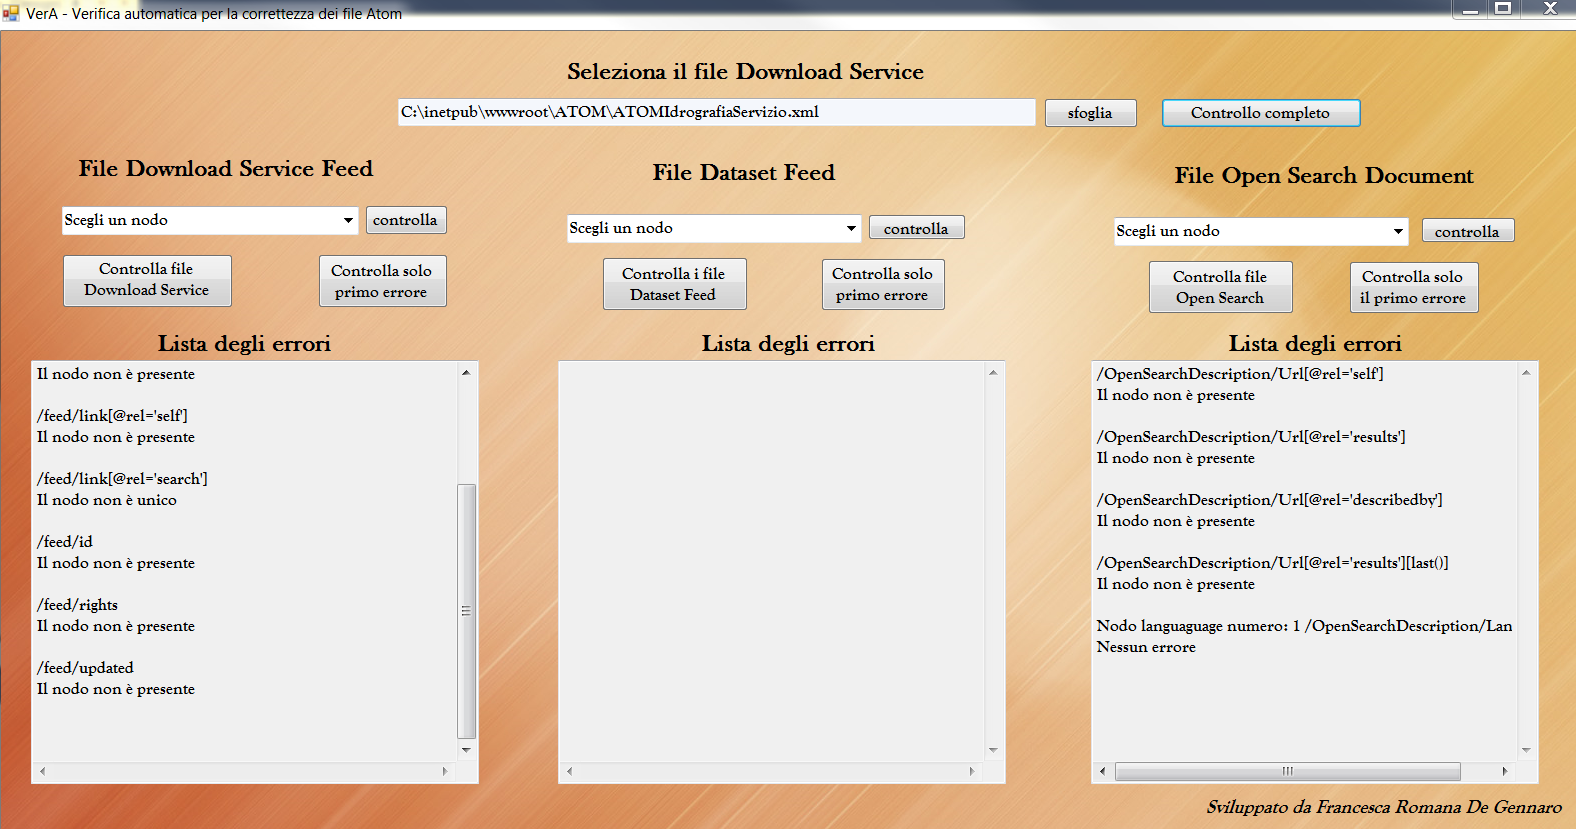 VerA - Verifica automatica per la correttezza dei file Atom
Seleziona il file Download Service
C:\inetpub\wwwroot\ATOM\ATOMIdrografiaServizio.xml
sfoglia
Controllo completo
File Download Service Feed
Scegli un nodo
controlla
Controlla file
Download Service
Controlla solo
primo errore
Lista degli errori
Il nodo non è presente
/feed/link[@rel='self']
Il nodo non è presente
/feed/link[@rel='search']
Il nodo non è unico
/feed/id
Il nodo non è presente
/feed/rights
Il nodo non è presente
/feed/updated
Il nodo non è presente
File Dataset Feed
Scegli un nodo
controlla
Controlla i file
Dataset Feed
Controlla solo
primo errore
Lista degli errori
File Open Search Document
Scegli un nodo
controlla
Controlla file
Open Search
Controlla solo
il primo errore
Lista degli errori
/OpenSearchDescription/Url[@rel='self']
Il nodo non è presente
/OpenSearchDescription/Url[@rel='results']
Il nodo non è presente
/OpenSearchDescription/Url[@rel='describedby']
Il nodo non è presente
/OpenSearchDescription/Url[@rel='results'][last()]
Il nodo non è presente
Nodo languaguage numero: 1 /OpenSearchDescription/Lan
Nessun errore
Sviluppato da Francesca Romana De Gennaro